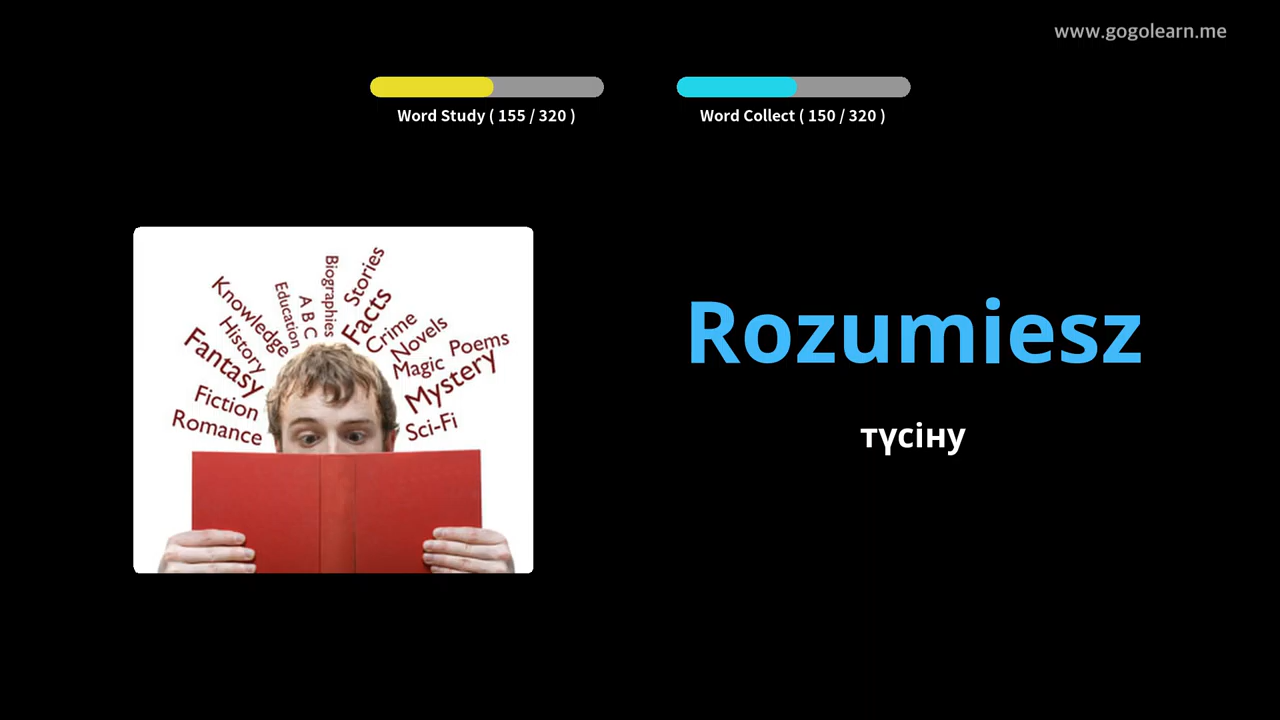 www.gogolearn.me
Word Study ( 155 / 320 )
Word Collect ( 150 / 320 )
Knowledge
History
Fantasy
Fiction
Romance
Education
A B C
Biographies
Stories
Facts
Crime
Novels
Magic
Poems
Mystery
Sci-Fi
Rozumiesz
түсіну